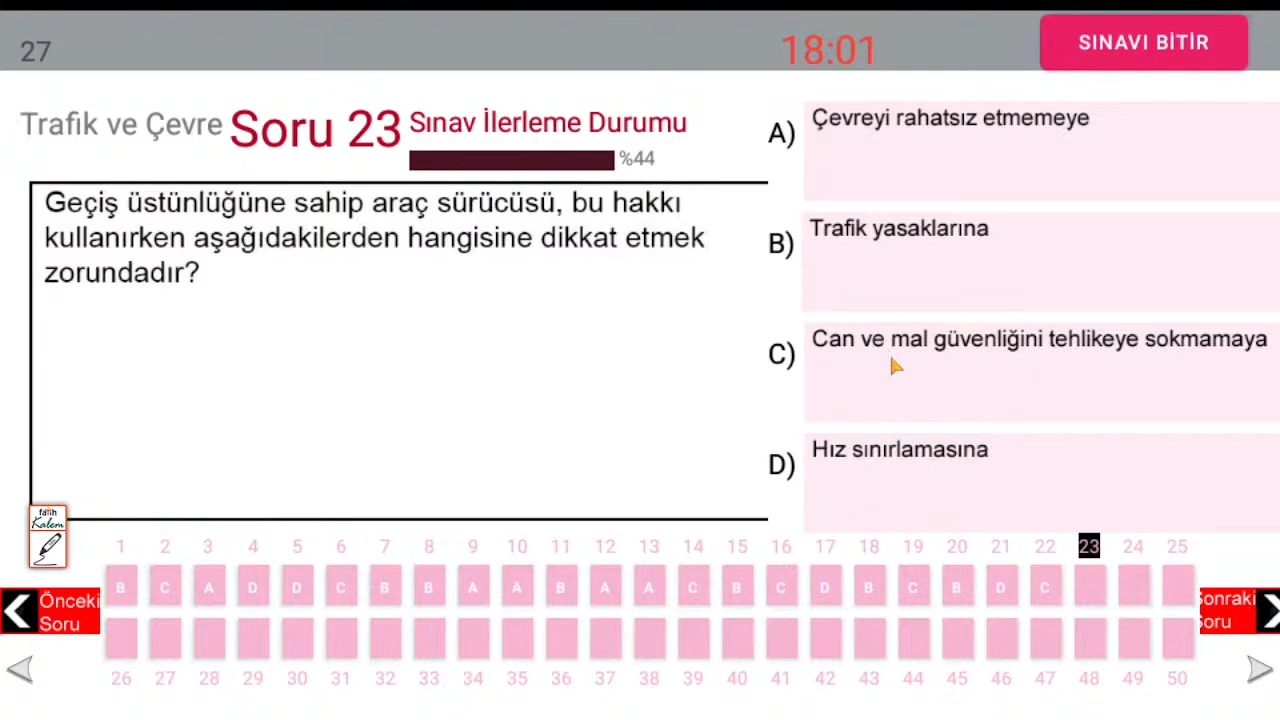 27
18:01
SINAVI BİTİR
Trafik ve Çevre
Soru 23
Sınav İlerleme Durumu
%44
Geçiş üstünlüğüne sahip araç sürücüsü, bu hakkı
kullanırken aşağıdakilerden hangisine dikkat etmek
zorundadır?
A) Çevreyi rahatsız etmemeye
B) Trafik yasaklarına
C) Can ve mal güvenliğini tehlikeye sokmamaya
D) Hız sınırlamasına
fatih
Kalem
1 2 3 4 5 6 7 8 9 10 11 12 13 14 15 16 17 18 19 20 21 22 23 24 25
B C A D D C B B A A B A A C B C D B C B D C
Önceki
Soru
Sonraki
Soru
26 27 28 29 30 31 32 33 34 35 36 37 38 39 40 41 42 43 44 45 46 47 48 49 50